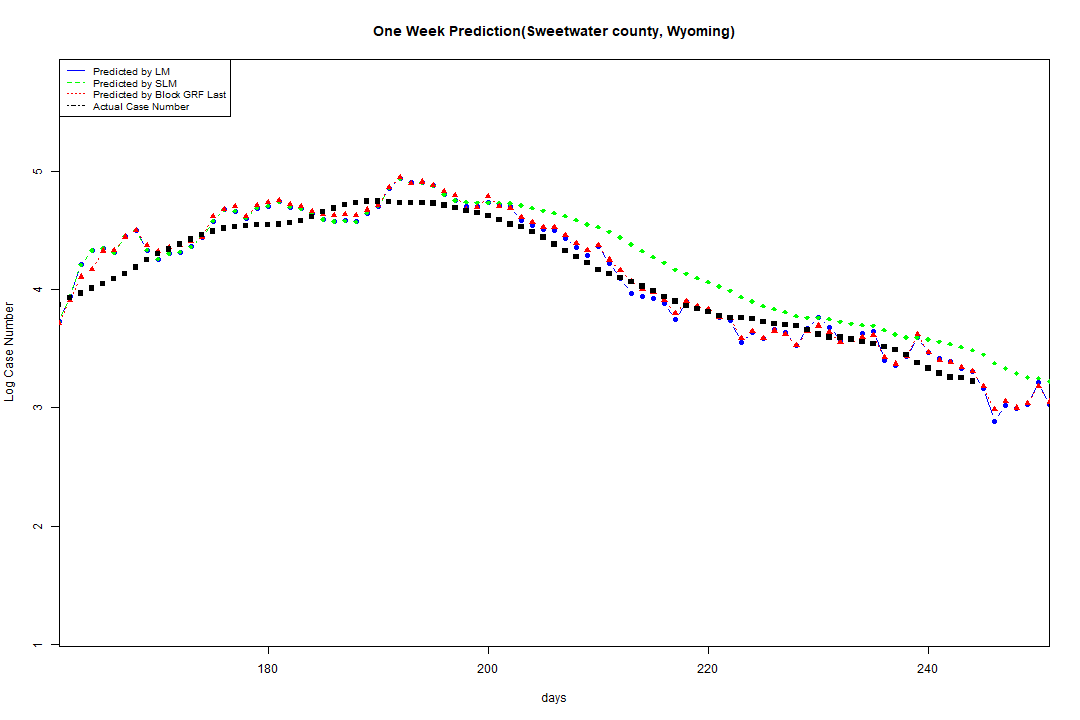 One Week Prediction(Sweetwater county, Wyoming)
Predicted by LM
Predicted by SLM
Predicted by Block GRF Last
Actual Case Number
5
4
3
2
1
Log Case Number
180
200
220
240
days